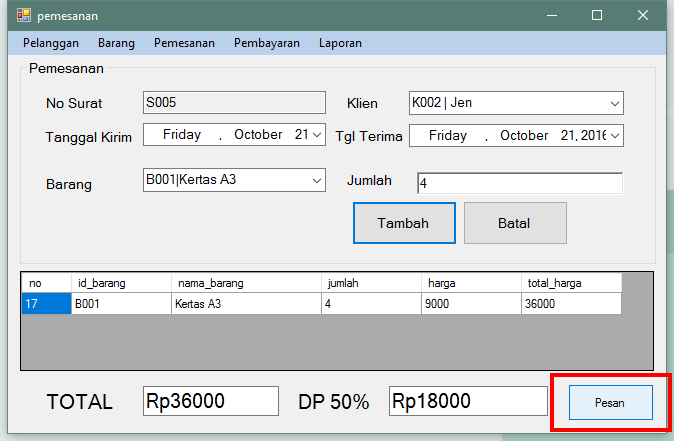 pemesanan
Pelanggan Barang Pemesanan Pembayaran Laporan
Pemesanan
No Surat S005 Klien K002 | Jen
Tanggal Kirim Friday , October 21 Tgl Terima Friday , October 21, 2016
Barang B001|Kertas A3 Jumlah 4
Tambah Batal
no id_barang nama_barang jumlah harga total_harga
17 B001 Kertas A3 4 9000 36000
TOTAL Rp36000 DP 50% Rp18000 Pesan